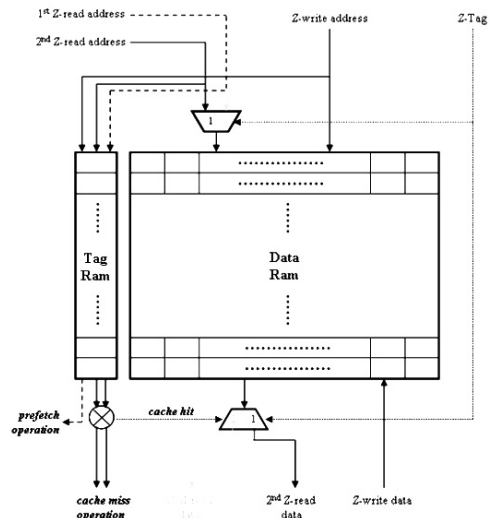 1st Z-read address
Z-write address
Z-Tag
2nd Z-read address
1
Tag
Ram
Data
Ram
prefetch
operation
cache hit
1
cache miss
operation
2nd Z-read
data
Z-write data